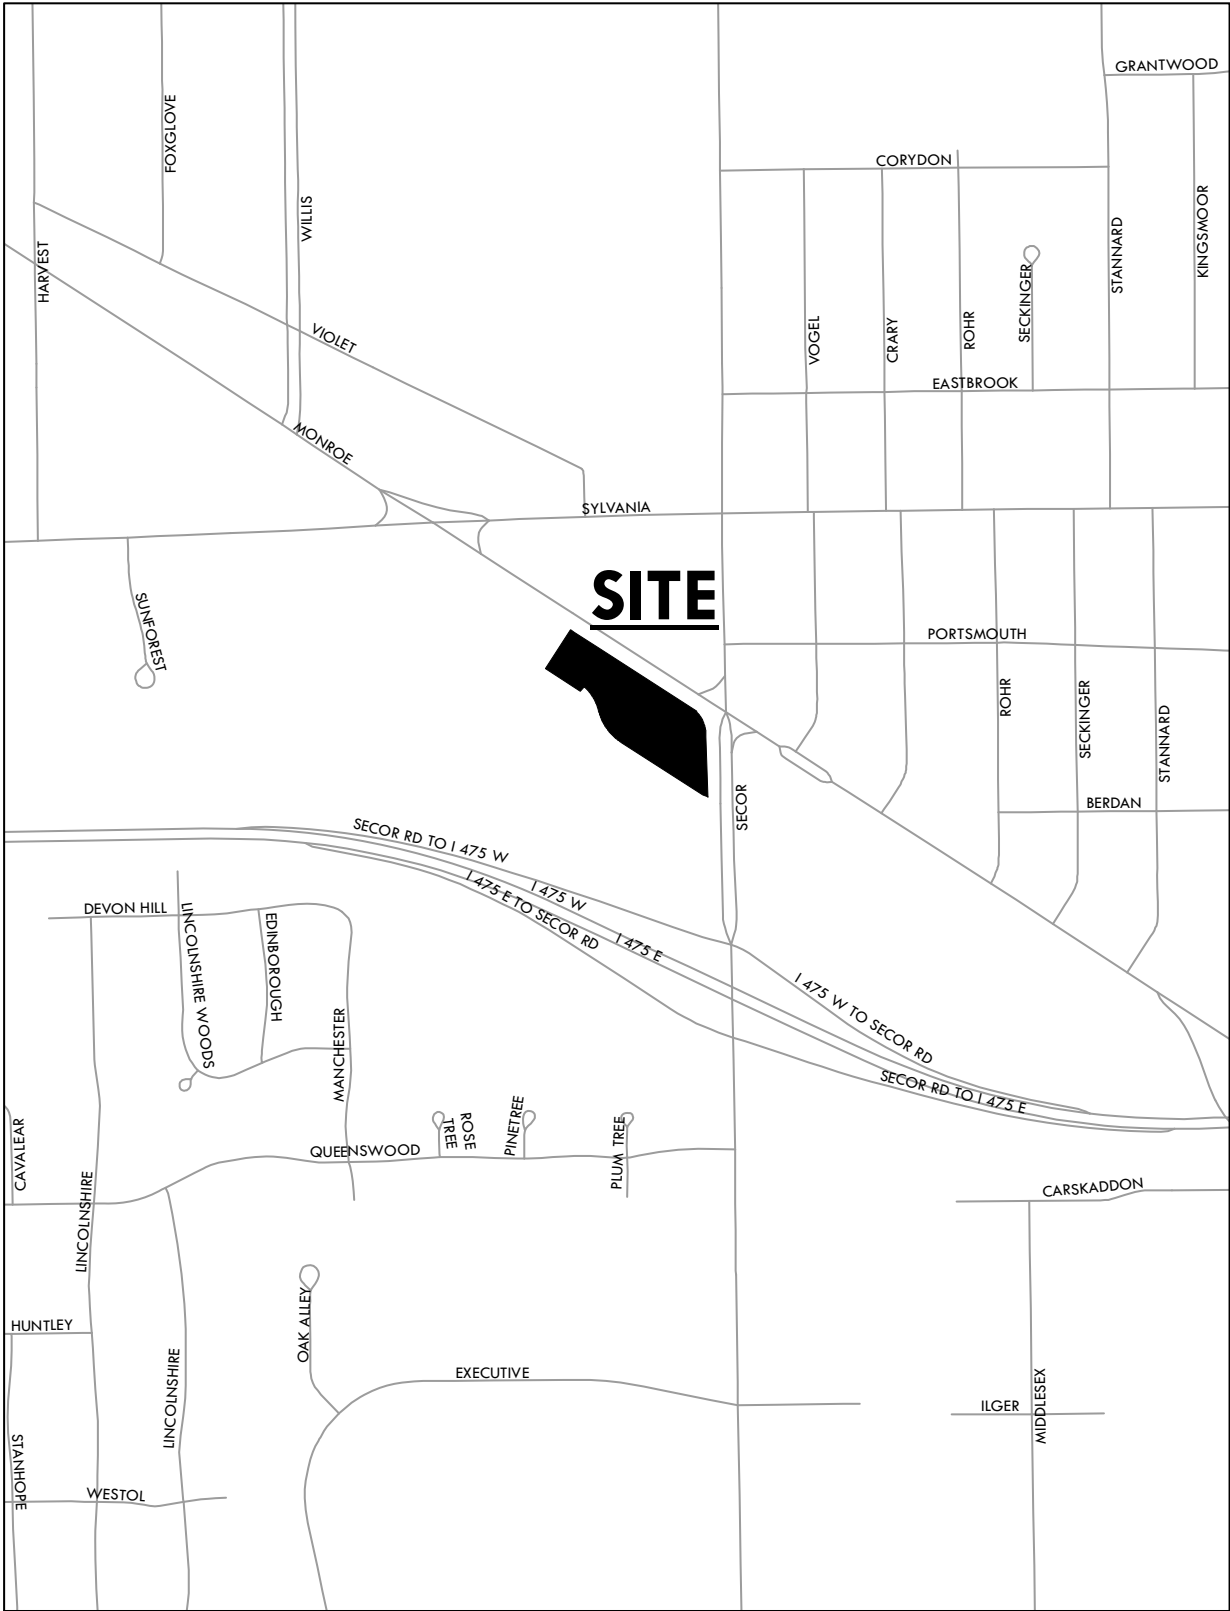 GRANTWOOD
FOXGLOVE
CORYDON
WILLIS
KINGSMOOR
STANNARD
HARVEST
SECKINGER
ROHR
VOGEL
CRARY
VIOLET
EASTBROOK
MONROE
SYLVANIA
SITE
SUNFOREST
PORTSMOUTH
ROHR
SECKINGER
STANNARD
SECOR
BERDAN
SECOR RD TO I 475 W
I 475 W
I 475 E TO SECOR RD
I 475 E
DEVON HILL
LINCOLNSHIRE WOODS
EDINBOROUGH
MANCHESTER
I 475 W TO SECOR RD
SECOR RD TO I 475 E
CAVALEAR
QUEENSWOOD
ROSE
TREE
PINETREE
PLUM TREE
LINCOLNSHIRE
CARSKADDON
OAK ALLEY
HUNTLEY
LINCOLNSHIRE
EXECUTIVE
ILGER
MIDDLESEX
STANHOPE
WESTOL